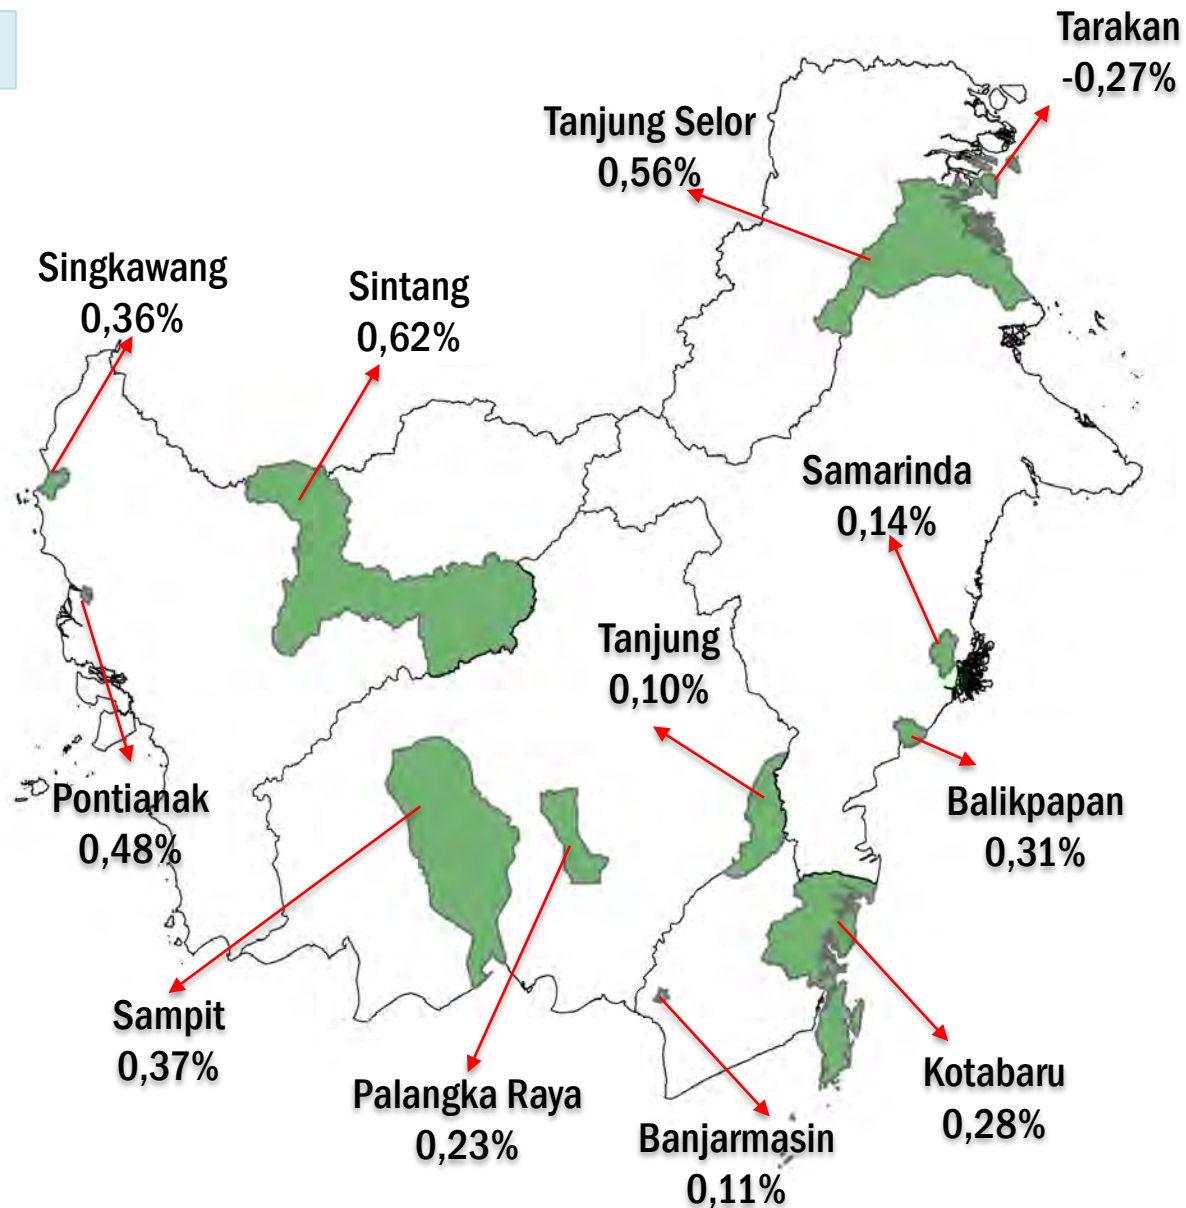 Tarakan
-0,27%
Tanjung Selor
0,56%
Singkawang
0,36%
Sintang
0,62%
Samarinda
0,14%
Tanjung
0,10%
Pontianak
0,48%
Balikpapan
0,31%
Sampit
0,37%
Palangka Raya
0,23%
Banjarmasin
0,11%
Kotabaru
0,28%